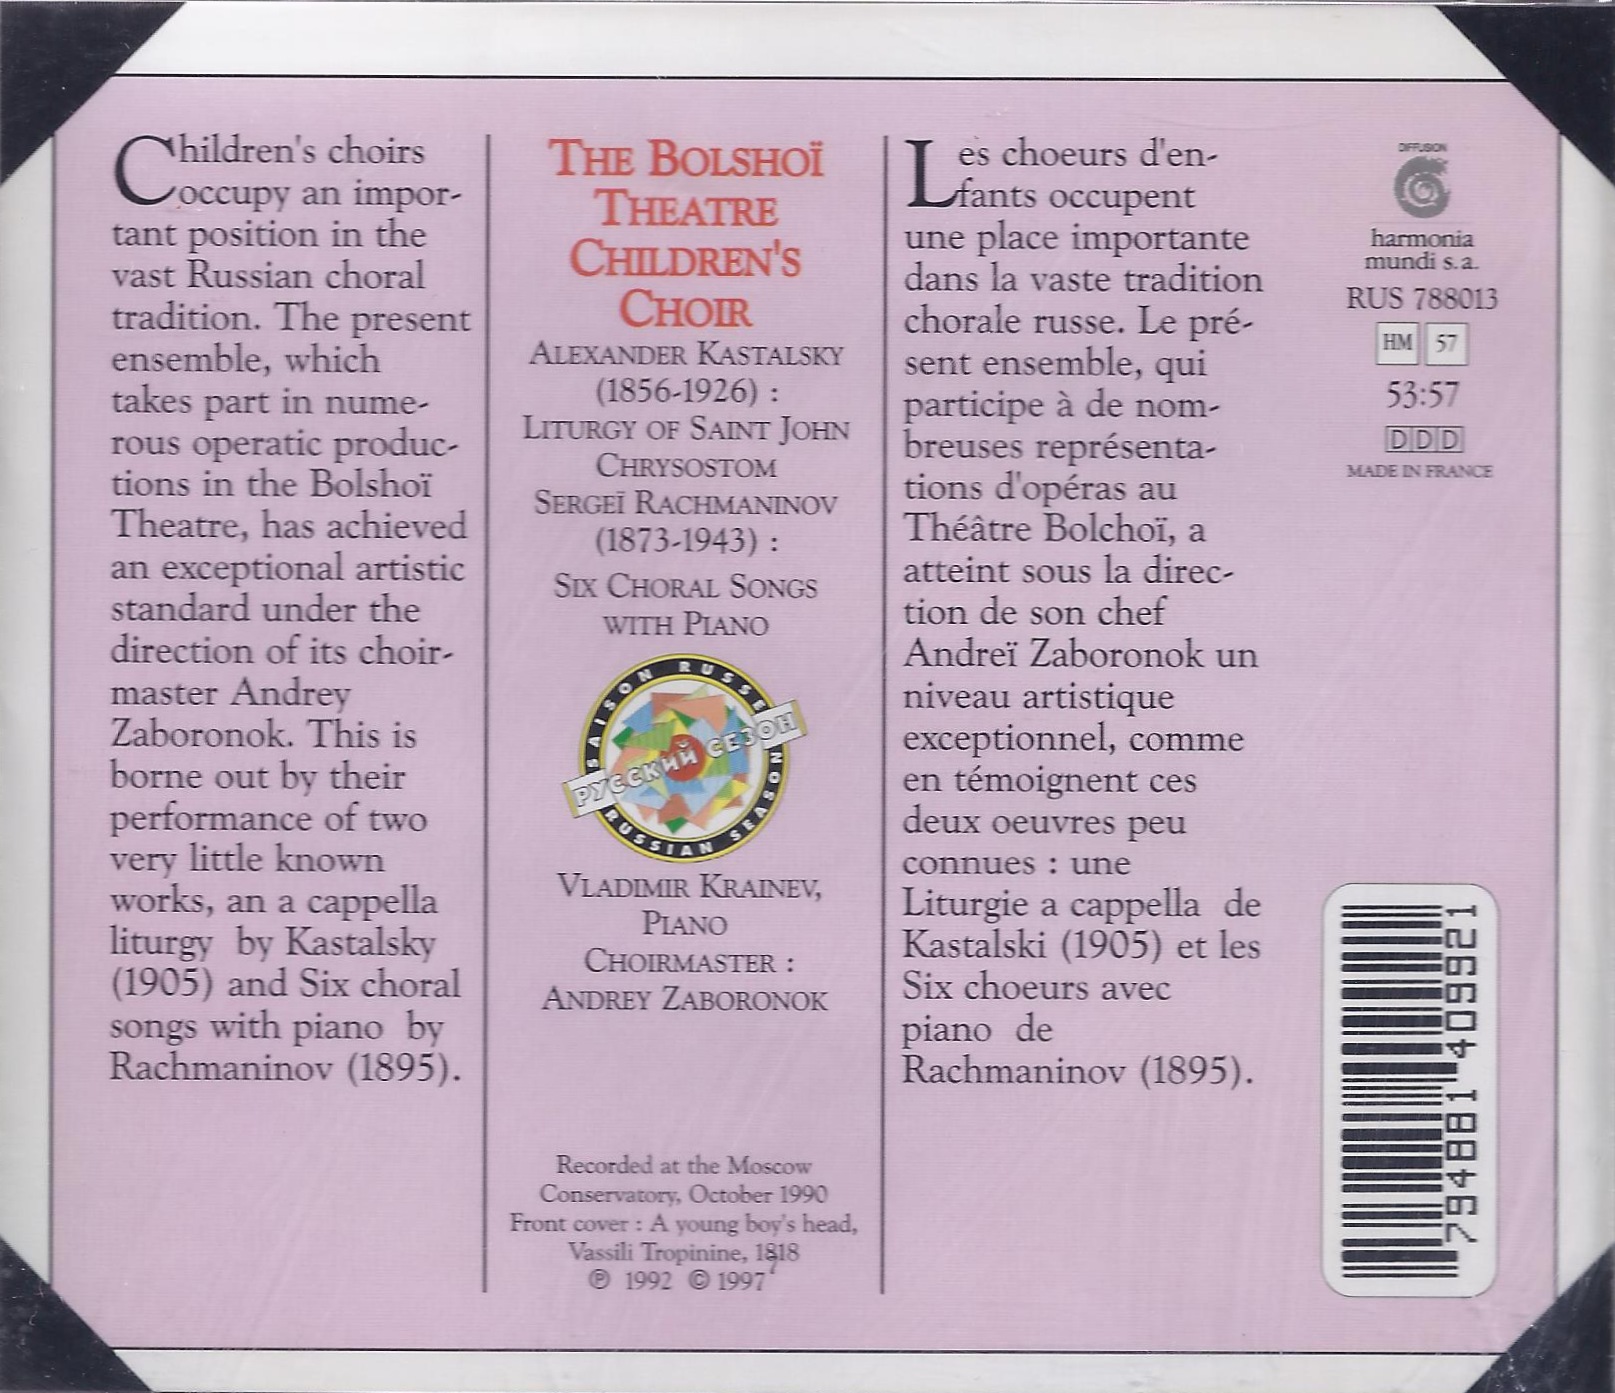 Children's choirs
occupy an impor-
tant position in the
vast Russian choral
tradition. The present
ensemble, which
takes part in nume-
rous operatic produc-
tions in the Bolshoï
Theatre, has achieved
an exceptional artistic
standard under the
direction of its choir-
master Andrey
Zaboronok. This is
borne out by their
performance of two
very little known
works, an a cappella
liturgy by Kastalsky
(1905) and Six choral
songs with piano by
Rachmaninov (1895).
THE BOLSHOÏ
THEATRE
CHILDREN'S
CHOIR
ALEXANDER KASTALSKY
(1856-1926) :
LITURGY OF SAINT JOHN
CHRYSOSTOM
SERGEÏ RACHMANINOV
(1873-1943) :
SIX CHORAL SONGS
WITH PIANO
SAISON RUSSE
РУССКИЙ СЕЗОН
RUSSIAN SEASON
VLADIMIR KRAINEV,
PIANO
CHOIRMASTER :
ANDREY ZABORONOK
Recorded at the Moscow
Conservatory, October 1990
Front cover : A young boy's head,
Vassili Tropinine, 1818
℗ 1992 © 1997
Les choeurs d'en-
fants occupent
une place importante
dans la vaste tradition
chorale russe. Le pré-
sent ensemble, qui
participe à de nom-
breuses représenta-
tions d'opéras au
Théâtre Bolchoï, a
atteint sous la direc-
tion de son chef
Andreï Zaboronok un
niveau artistique
exceptionnel, comme
en témoignent ces
deux oeuvres peu
connues : une
Liturgie a cappella de
Kastalski (1905) et les
Six choeurs avec
piano de
Rachmaninov (1895).
DIFFUSION
harmonia
mundi s.a.
RUS 788013
HM 57
53:57
DDD
MADE IN FRANCE
794881 409921